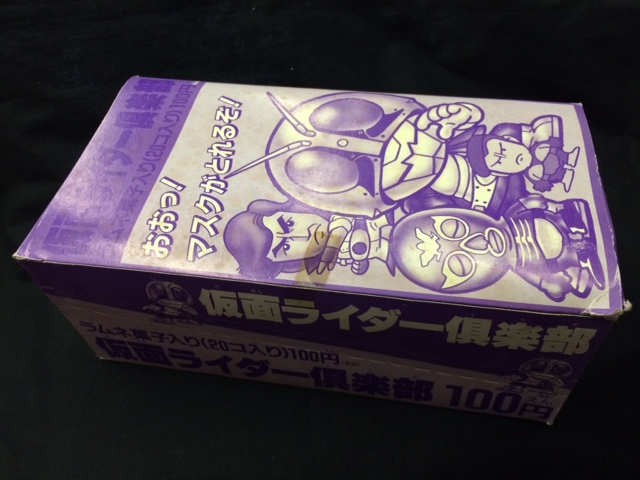 仮面ライダー倶楽部
ラムネ菓子入り(20コ入り)100円
おおっ!
マスクがとれるぞ!
仮面ライダー倶楽部
ラムネ菓子入り(20コ入り)100円
仮面ライダー倶楽部 100円